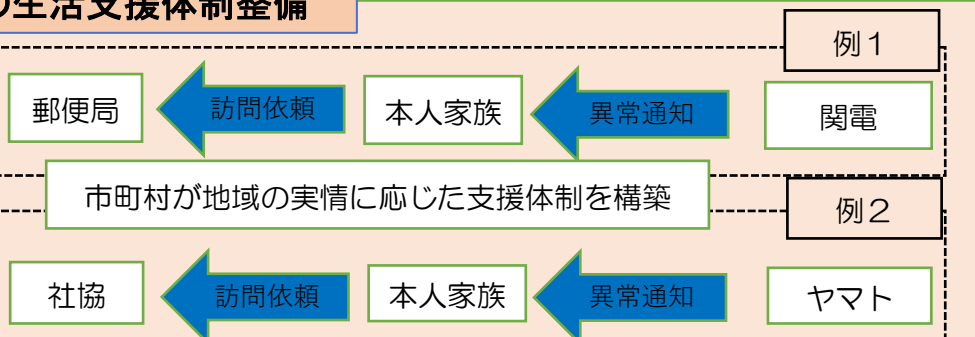 の生活支援体制整備
例1
郵便局
訪問依頼
本人家族
異常通知
関電
市町村が地域の実情に応じた支援体制を構築
例2
社協
訪問依頼
本人家族
異常通知
ヤマト